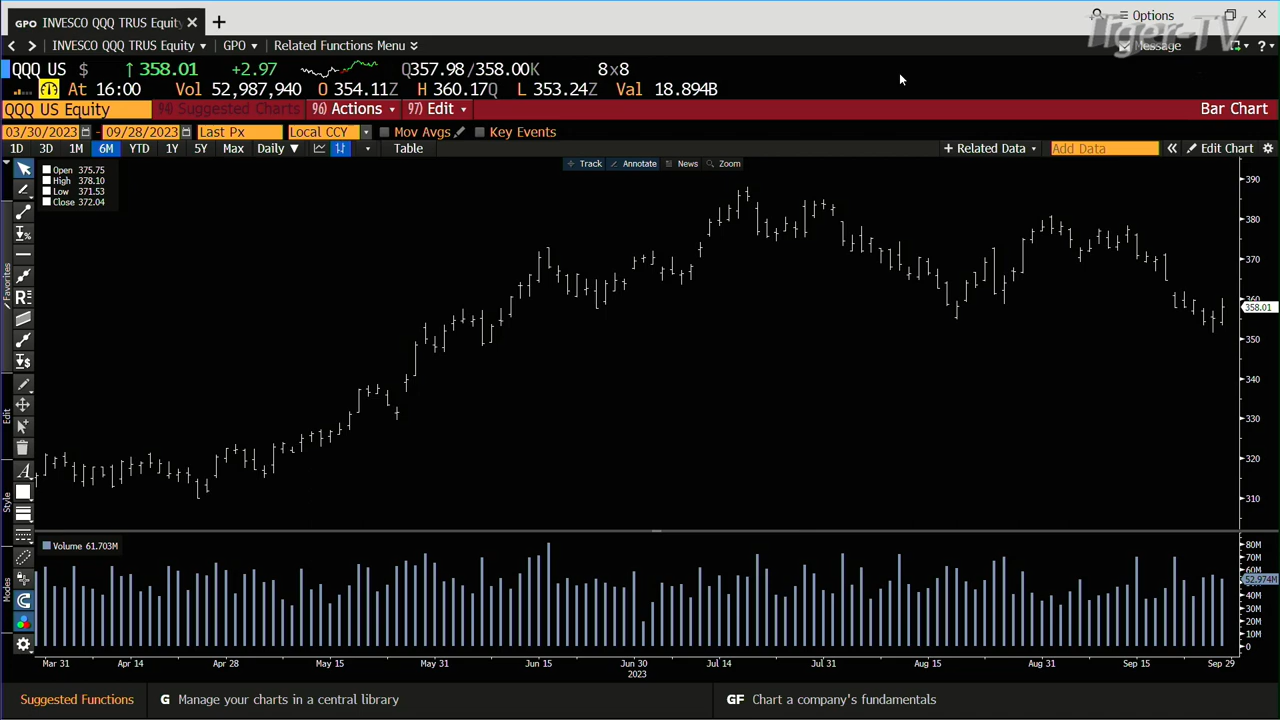 GPO INVESCO QQQ TRUS Equity
Options
INVESCO QQQ TRUS Equity GPO Related Functions Menu
Message
Tiger-TV
QQQ US $ ↑ 358.01 +2.97 Q357.98/358.00K 8x8
At 16:00 Vol 52,987,940 O 354.11Z H 360.17Q L 353.24Z Val 18.894B
QQQ US Equity 94) Suggested Charts 96) Actions 97) Edit Bar Chart
03/30/2023 - 09/28/2023 Last Px Local CCY Mov Avgs Key Events
1D 3D 1M 6M YTD 1Y 5Y Max Daily ▼ Table + Related Data Add Data « Edit Chart
Track Annotate News Zoom
Open 375.75
High 378.10
Low 371.53
Close 372.04
390
380
370
360
358.01
350
340
330
320
310
Favorites
Edit
Style
Modes
Volume 61.703M
80M
70M
60M
52.974M
40M
30M
20M
10M
0
Mar 31 Apr 14 Apr 28 May 15 May 31 Jun 15 Jun 30 Jul 14 Jul 31 Aug 15 Aug 31 Sep 15 Sep 29
2023
Suggested Functions G Manage your charts in a central library GF Chart a company's fundamentals